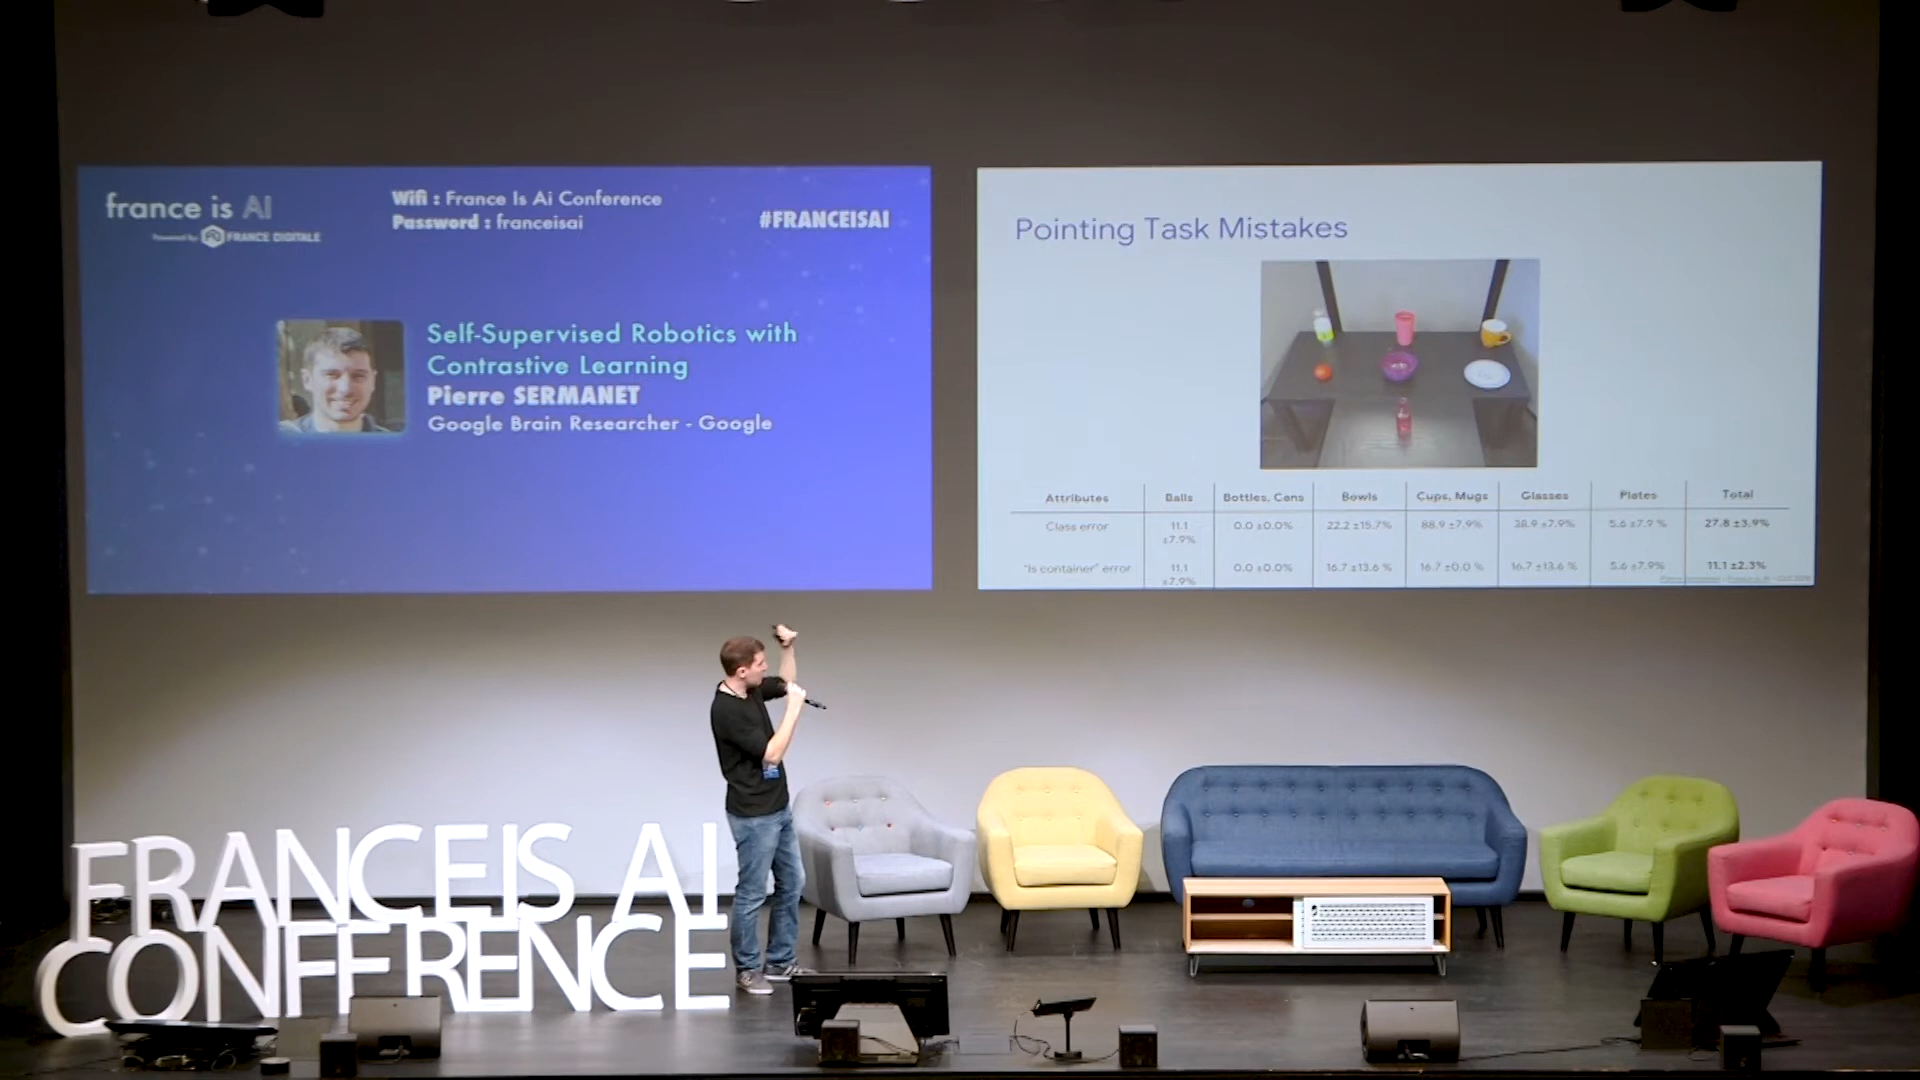 france is AI
Powered by FRANCE DIGITALE
Wifi : France Is Ai Conference
Password : franceisai
#FRANCEISAI
Self-Supervised Robotics with
Contrastive Learning
Pierre SERMANET
Google Brain Researcher - Google
Pointing Task Mistakes
Attributes Balls Bottles, Cans Bowls Cups, Mugs Glasses Plates Total
Class error 11.1 ±7.9% 0.0 ±0.0% 22.2 ±15.7% 88.9 ±7.9% 38.9 ±7.9% 5.6 ±7.9 % 27.8 ±3.9%
"Is container" error 11.1 ±7.9% 0.0 ±0.0% 16.7 ±13.6 % 16.7 ±0.0 % 16.7 ±13.6 % 5.6 ±7.9% 11.1 ±2.3%
FRANCE IS AI
CONFERENCE